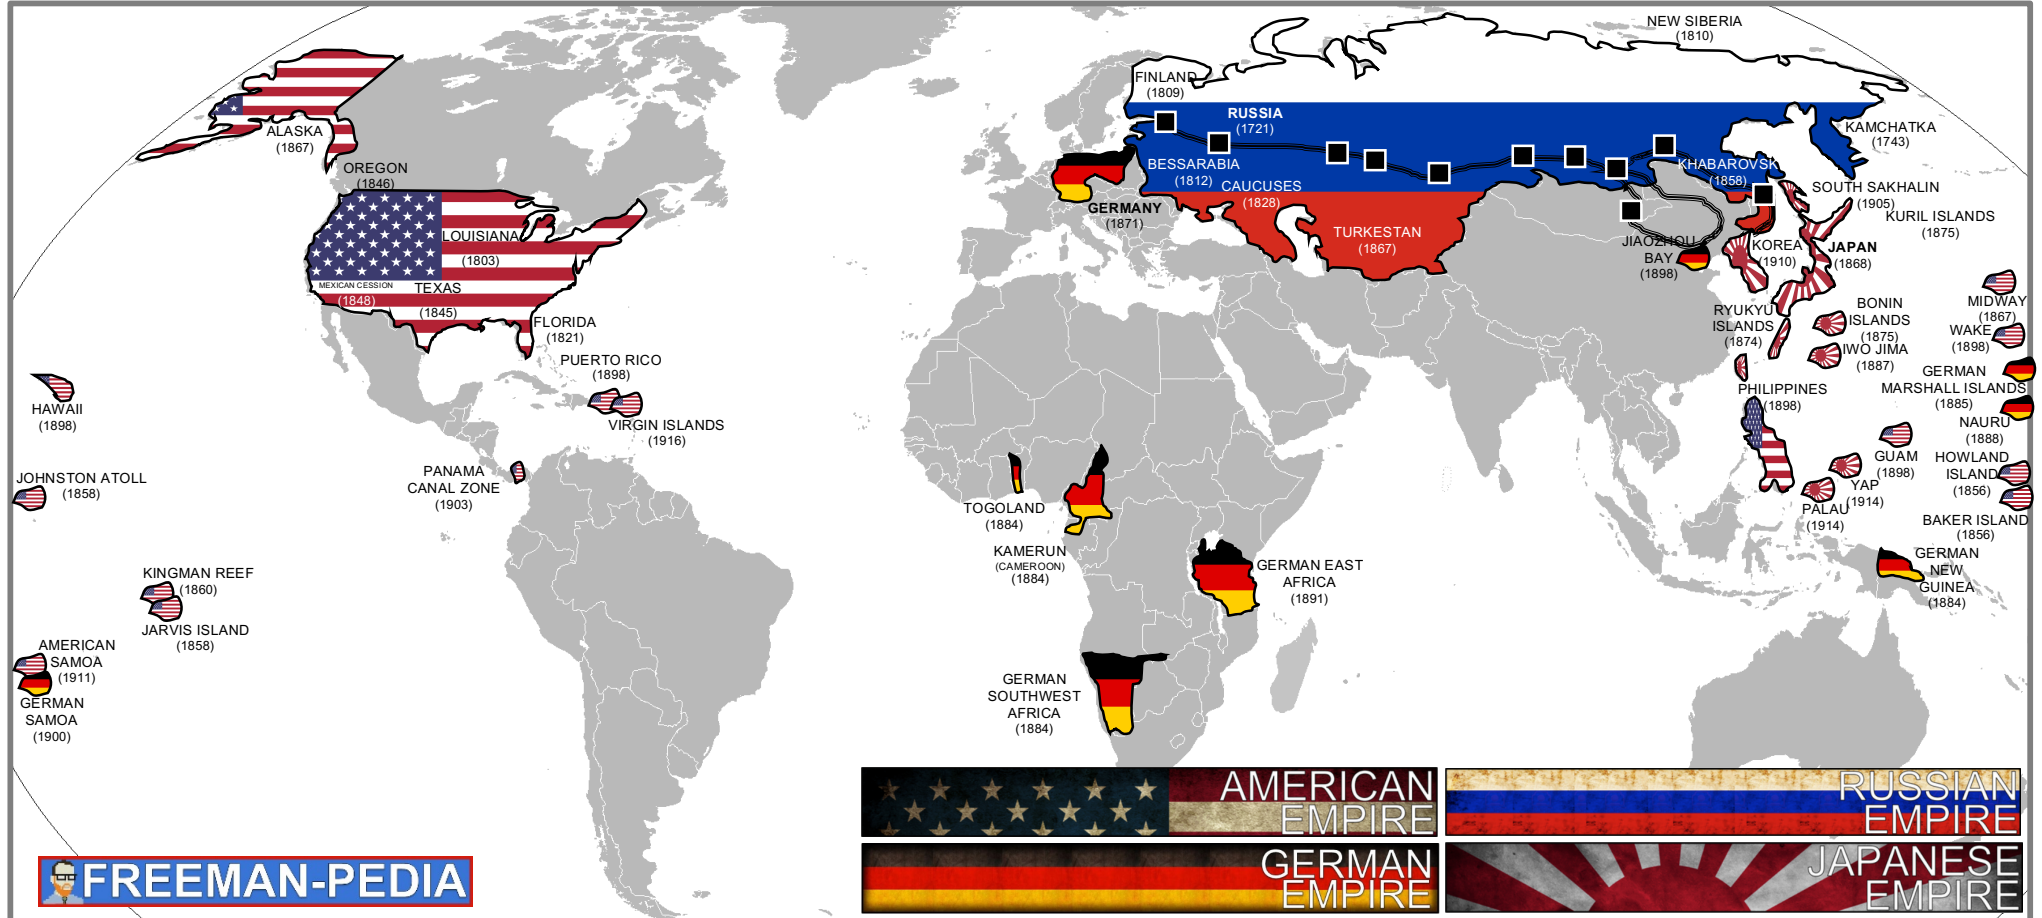 NEW SIBERIA
(1810)
FINLAND
(1809)
RUSSIA
(1721)
ALASKA
(1867)
KAMCHATKA
(1743)
OREGON
(1846)
BESSARABIA
(1812)
KHABAROVSK
(1858)
CAUCUSES
(1828)
SOUTH SAKHALIN
(1905)
GERMANY
(1871)
KURIL ISLANDS
(1875)
LOUISIANA
(1803)
TURKESTAN
(1867)
JIAOZHOU
BAY
(1898)
KOREA
(1910)
JAPAN
(1868)
MEXICAN CESSION
(1848)
TEXAS
(1845)
FLORIDA
(1821)
RYUKYU
ISLANDS
(1874)
BONIN
ISLANDS
(1875)
MIDWAY
(1867)
WAKE
(1898)
IWO JIMA
(1887)
PUERTO RICO
(1898)
GERMAN
MARSHALL ISLANDS
(1885)
PHILIPPINES
(1898)
HAWAII
(1898)
VIRGIN ISLANDS
(1916)
NAURU
(1888)
GUAM
(1898)
HOWLAND
ISLAND
(1856)
PANAMA
CANAL ZONE
(1903)
JOHNSTON ATOLL
(1858)
YAP
(1914)
PALAU
(1914)
TOGOLAND
(1884)
BAKER ISLAND
(1856)
KAMERUN
(CAMEROON)
(1884)
GERMAN
NEW
GUINEA
(1884)
GERMAN EAST
AFRICA
(1891)
KINGMAN REEF
(1860)
JARVIS ISLAND
(1858)
AMERICAN
SAMOA
(1911)
GERMAN
SAMOA
(1900)
GERMAN
SOUTHWEST
AFRICA
(1884)
AMERICAN
EMPIRE
RUSSIAN
EMPIRE
GERMAN
EMPIRE
JAPANESE
EMPIRE
FREEMAN-PEDIA